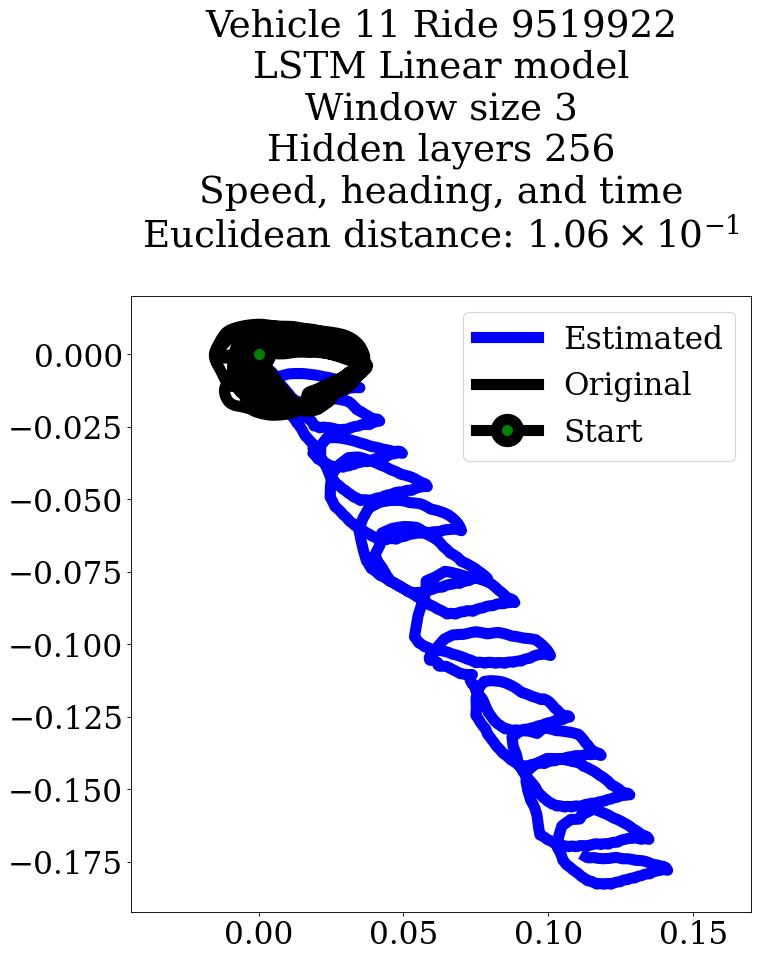 Vehicle 11 Ride 9519922
LSTM Linear model
Window size 3
Hidden layers 256
Speed, heading, and time
Euclidean distance: $1.06 \times 10^{-1}$
Estimated
Original
Start
0.000
−0.025
−0.050
−0.075
−0.100
−0.125
−0.150
−0.175
0.00 0.05 0.10 0.15